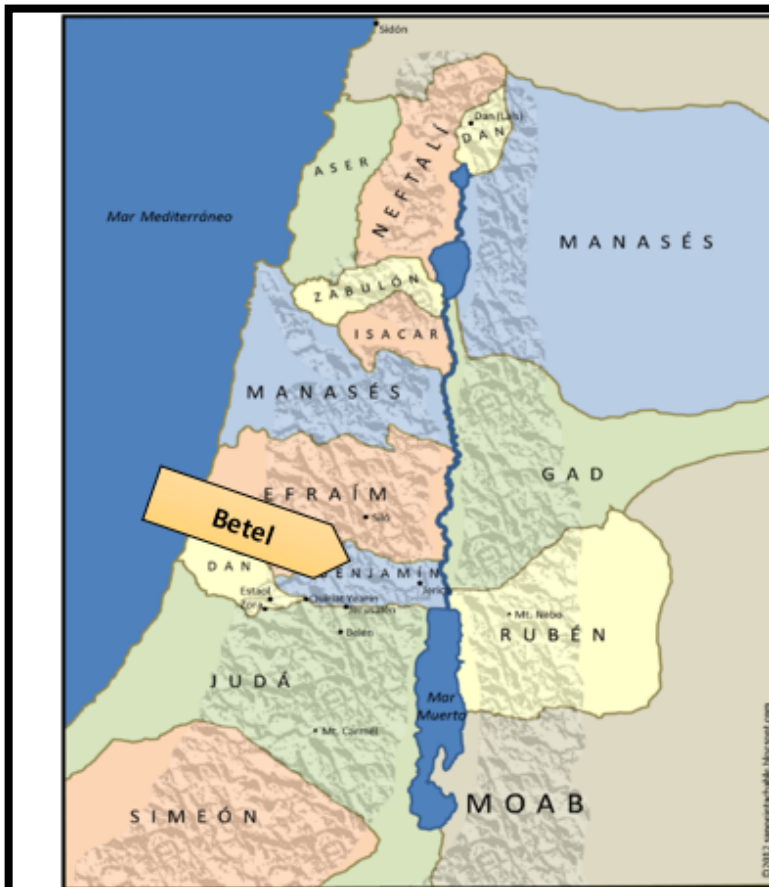 Sidón
Dan (Lais)
DAN
ASER
NEFTALÍ
Mar Mediterráneo
MANASÉS
ZABULÓN
ISACAR
MANASÉS
GAD
EFRAÍM
Siló
Betel
DAN
BENJAMÍN
Jericó
Estaol
Quiriat Yearin
Zora
Jerusalén
Mt. Nebo
RUBÉN
Belén
JUDÁ
Mar
Muerto
Mt. Carmel
MOAB
SIMEÓN